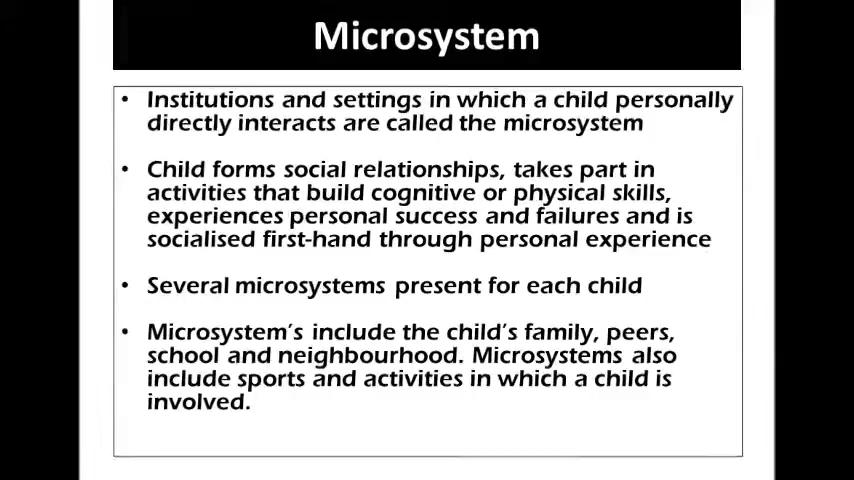 Microsystem
• Institutions and settings in which a child personally
directly interacts are called the microsystem
• Child forms social relationships, takes part in
activities that build cognitive or physical skills,
experiences personal success and failures and is
socialised first-hand through personal experience
• Several microsystems present for each child
• Microsystem's include the child's family, peers,
school and neighbourhood. Microsystems also
include sports and activities in which a child is
involved.